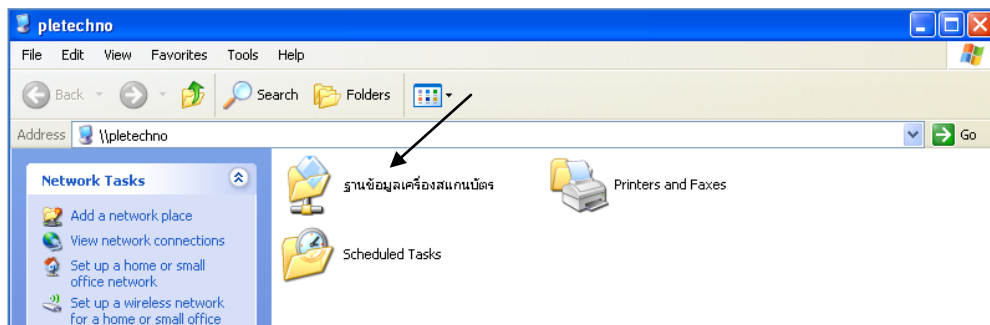 pletechno
File Edit View Favorites Tools Help
Back Search Folders
Address \\pletechno Go
Network Tasks
Add a network place
View network connections
Set up a home or small
office network
Set up a wireless network
for a home or small office
ฐานข้อมูลเครื่องสแกนบัตร
Printers and Faxes
Scheduled Tasks